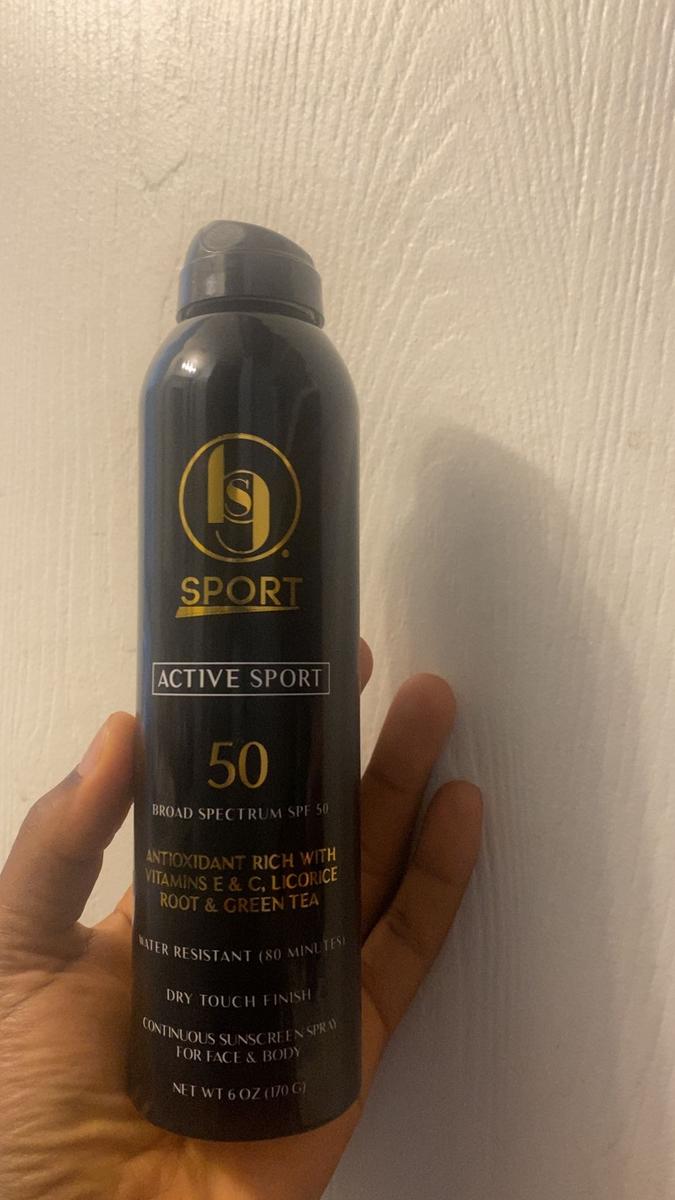 bgs
SPORT
ACTIVE SPORT
50
BROAD SPECTRUM SPF 50
ANTIOXIDANT RICH WITH
VITAMINS E & C, LICORICE
ROOT & GREEN TEA
WATER RESISTANT (80 MINUTES)
DRY TOUCH FINISH
CONTINUOUS SUNSCREEN SPRAY
FOR FACE & BODY
NET WT 6 OZ (170 G)